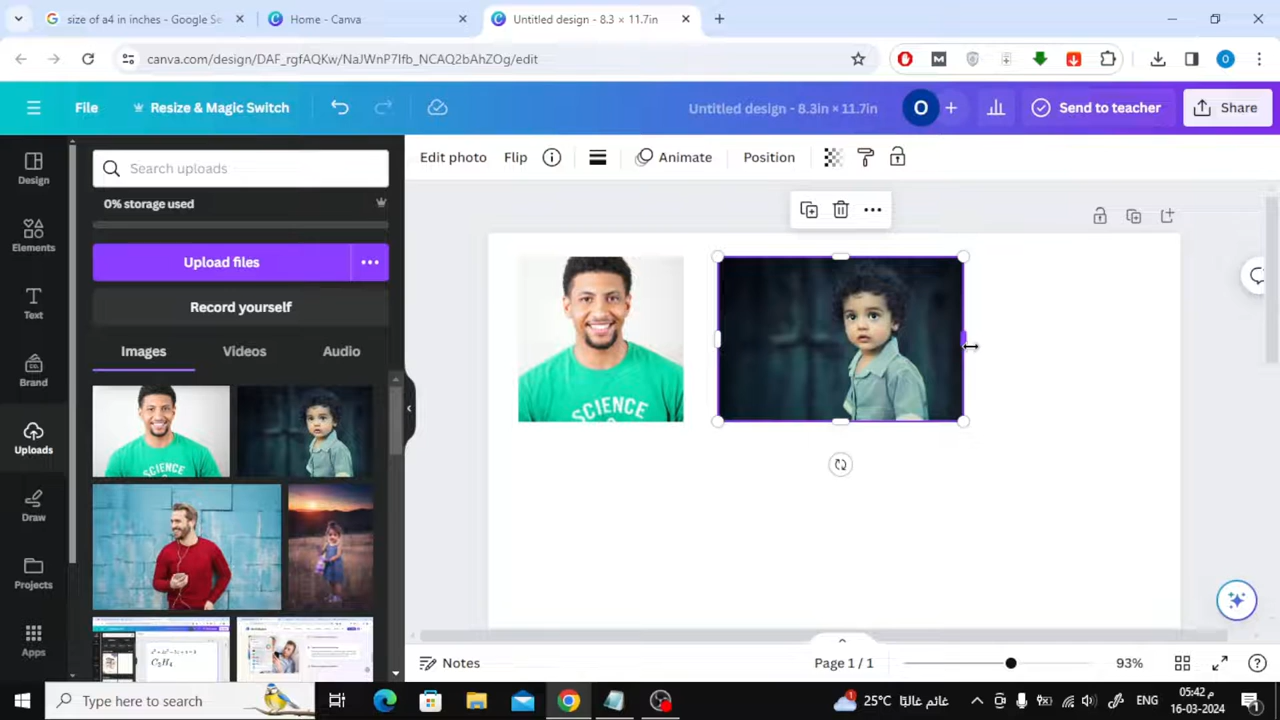 size of a4 in inches - Google Se
Home - Canva
Untitled design - 8.3 × 11.7in
canva.com/design/DAF_rgfAQKw/NaJWnP7Ifb_NCAQ2bAhZOg/edit
File
Resize & Magic Switch
Untitled design - 8.3in × 11.7in
O
Send to teacher
Share
Design
Elements
Text
Brand
Uploads
Draw
Projects
Apps
Search uploads
0% storage used
Upload files
Record yourself
Images
Videos
Audio
SCIENCE
Edit photo
Flip
Animate
Position
SCIENCE
Notes
Page 1 / 1
93%
Type here to search
25°C
غائم غالبًا
ENG
05:42 م
16-03-2024